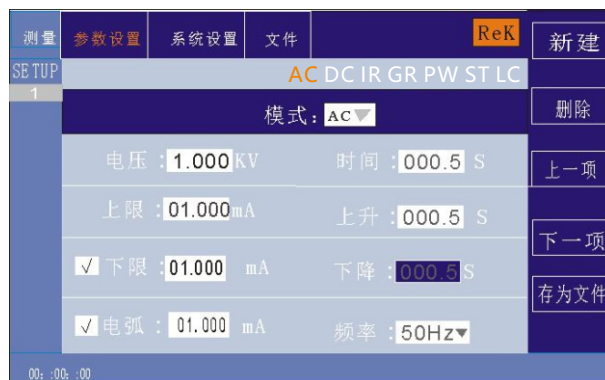 测量 参数设置 系统设置 文件 ReK 新建
SETUP AC DC IR GR PW ST LC
1
模式：AC 删除
电压：1.000KV 时间：000.5 S 上一项
上限：01.000mA 上升：000.5 S
下一项
√ 下限：01.000 mA 下降：000.5 S
存为文件
√ 电弧：01.000 mA 频率：50Hz
00: :00: :00